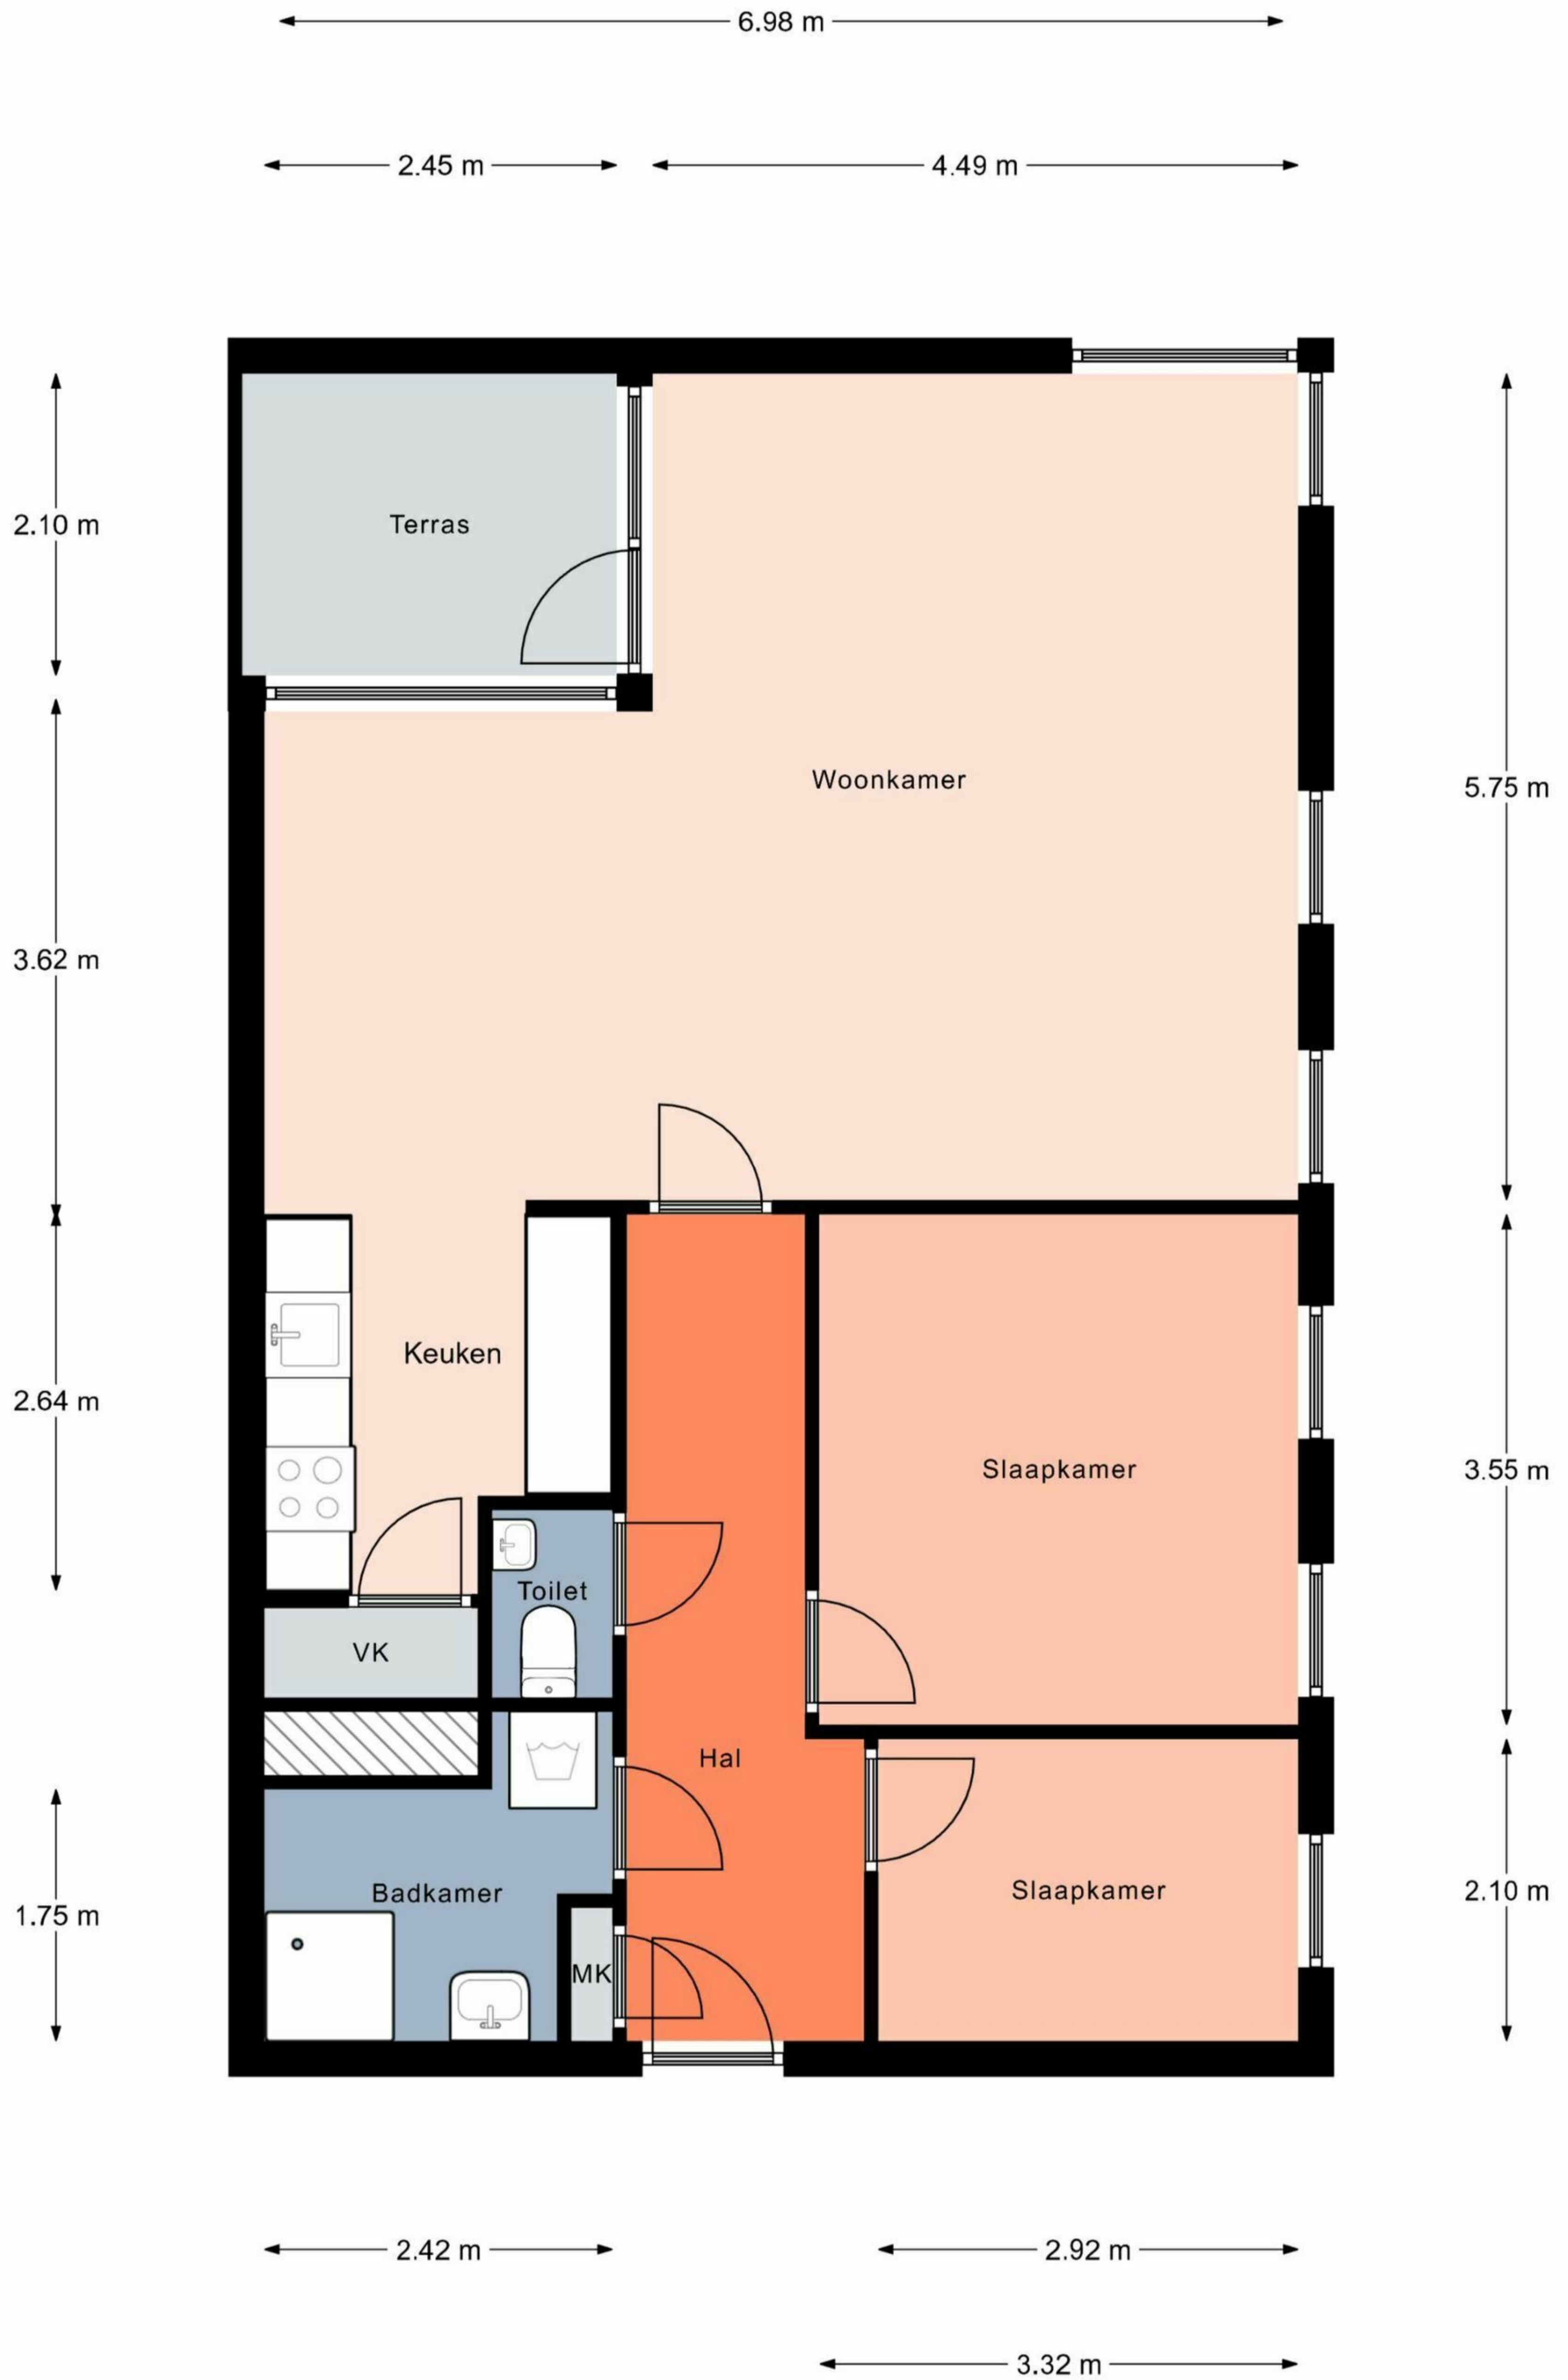 6.98 m
2.45 m
4.49 m
2.10 m
Terras
Woonkamer
5.75 m
3.62 m
Keuken
2.64 m
Slaapkamer
3.55 m
Toilet
VK
Hal
Badkamer
Slaapkamer
2.10 m
1.75 m
MK
2.42 m
2.92 m
3.32 m